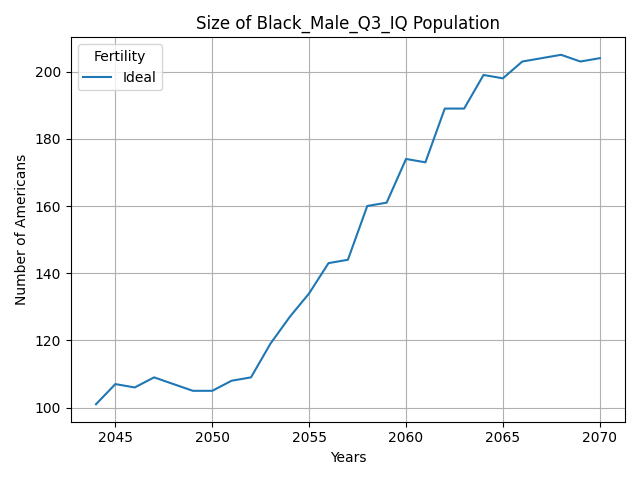 Size of Black_Male_Q3_IQ Population
Fertility
Ideal
Number of Americans
200
180
160
140
120
100
2045 2050 2055 2060 2065 2070
Years